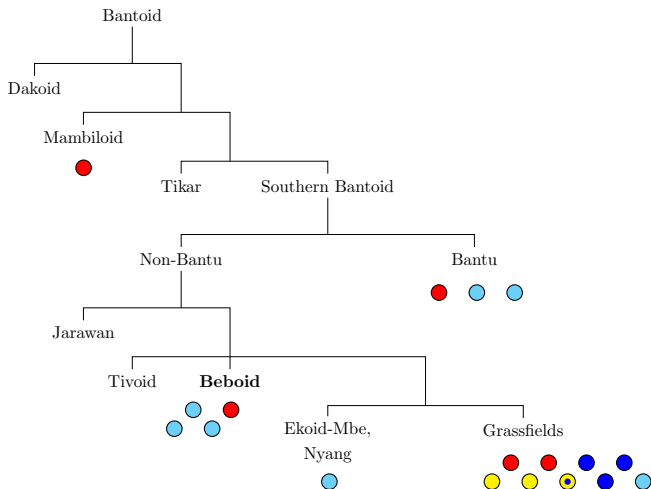 Bantoid
Dakoid
Mambiloid
Tikar
Southern Bantoid
Non-Bantu
Bantu
Jarawan
Tivoid
Beboid
Ekoid-Mbe,
Nyang
Grassfields